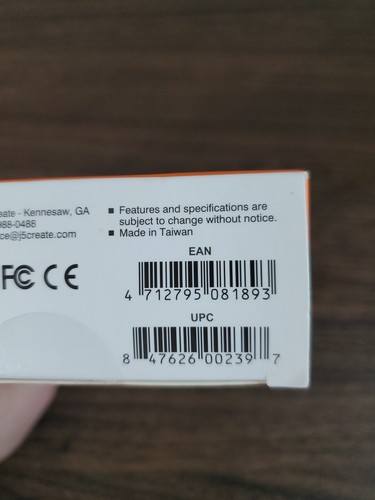 eate - Kennesaw, GA
988-0488
ce@j5create.com
■ Features and specifications are
subject to change without notice.
■ Made in Taiwan
FC CE
EAN
4 712795 081893
UPC
8 47626 00239 7